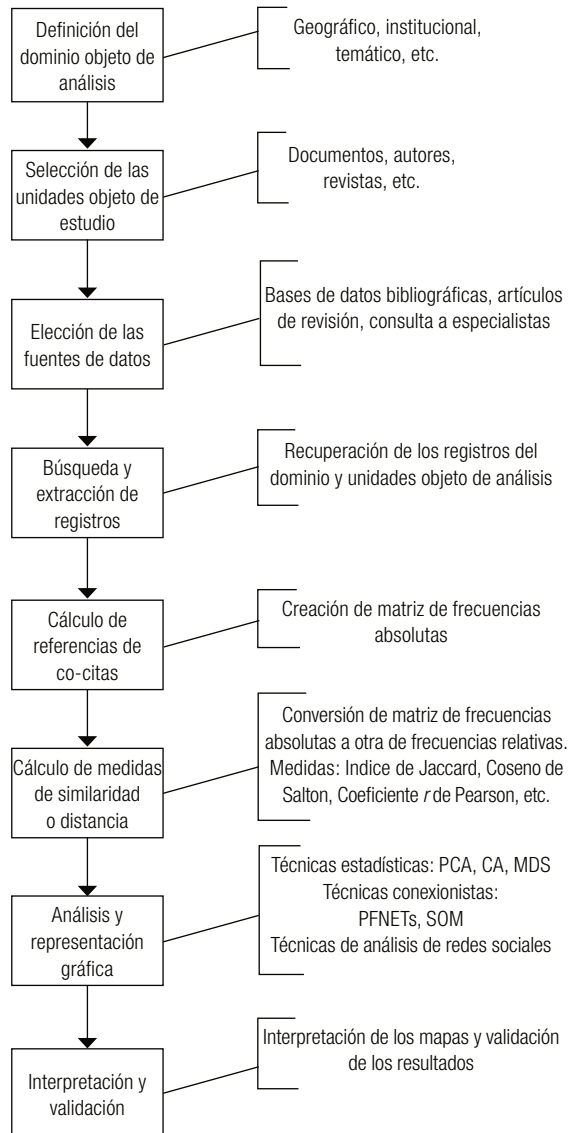 Definición del
dominio objeto de
análisis
Geográfico, institucional,
temático, etc.
Selección de las
unidades objeto de
estudio
Documentos, autores,
revistas, etc.
Elección de las
fuentes de datos
Bases de datos bibliográficas, artículos
de revisión, consulta a especialistas
Búsqueda y
extracción de
registros
Recuperación de los registros del
dominio y unidades objeto de análisis
Cálculo de
referencias de
co-citas
Creación de matriz de frecuencias
absolutas
Cálculo de medidas
de similaridad
o distancia
Conversión de matriz de frecuencias
absolutas a otra de frecuencias relativas.
Medidas: Indice de Jaccard, Coseno de
Salton, Coeficiente r de Pearson, etc.
Análisis y
representación
gráfica
Técnicas estadísticas: PCA, CA, MDS
Técnicas conexionistas:
PFNETs, SOM
Técnicas de análisis de redes sociales
Interpretación y
validación
Interpretación de los mapas y validación
de los resultados